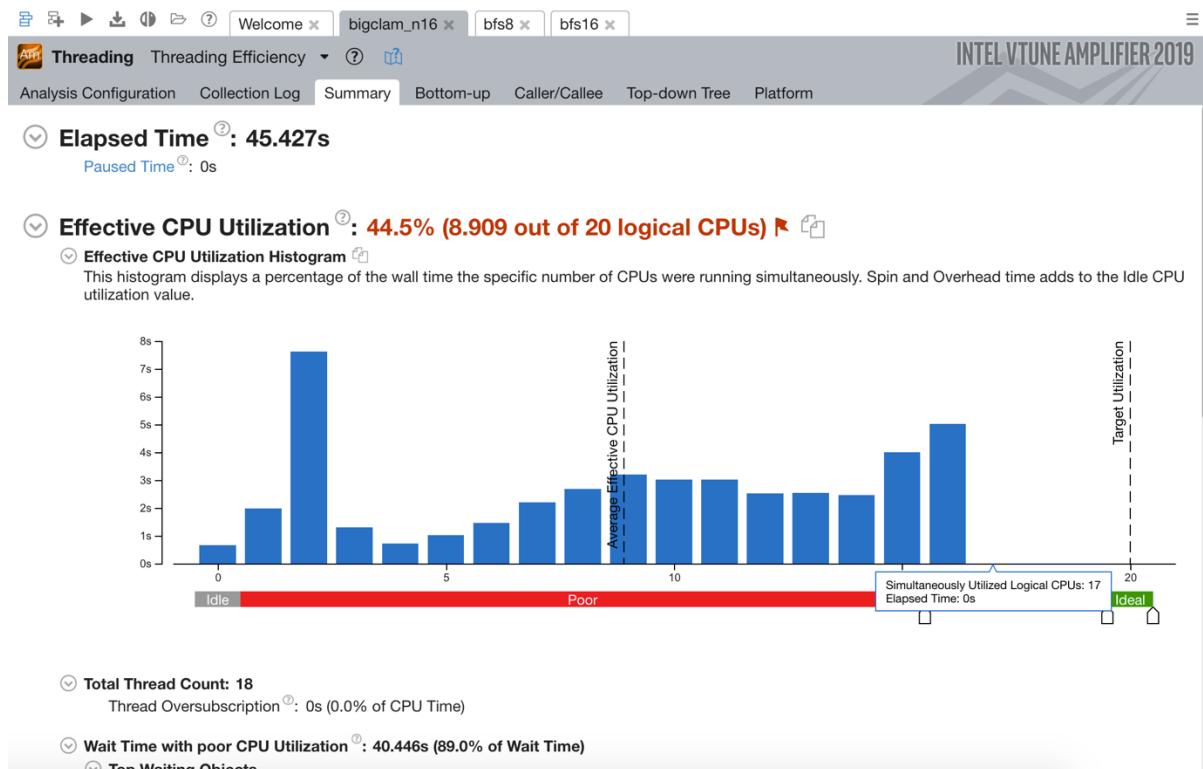 Welcome × bigclam_n16 × bfs8 × bfs16 ×
Am Threading Threading Efficiency INTEL VTUNE AMPLIFIER 2019
Analysis Configuration Collection Log Summary Bottom-up Caller/Callee Top-down Tree Platform
Elapsed Time ?: 45.427s
Paused Time ?: 0s
Effective CPU Utilization ?: 44.5% (8.909 out of 20 logical CPUs)
Effective CPU Utilization Histogram
This histogram displays a percentage of the wall time the specific number of CPUs were running simultaneously. Spin and Overhead time adds to the Idle CPU
utilization value.
8s
7s
6s
5s
4s
3s
2s
1s
0s
Average Effective CPU Utilization
Target Utilization
0 5 10 20
Simultaneously Utilized Logical CPUs: 17
Elapsed Time: 0s
Idle Poor Ideal
Total Thread Count: 18
Thread Oversubscription ?: 0s (0.0% of CPU Time)
Wait Time with poor CPU Utilization ?: 40.446s (89.0% of Wait Time)
Top Waiting Objects